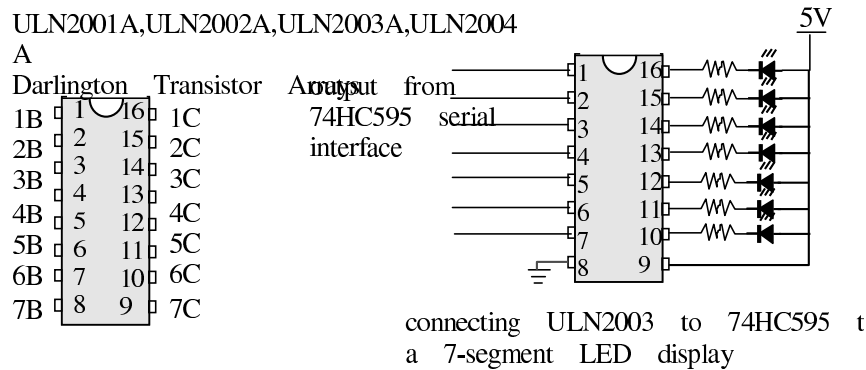 ULN2001A,ULN2002A,ULN2003A,ULN2004
A
Darlington Transistor Arrays
1B 1 16 1C
2B 2 15 2C
3B 3 14 3C
4B 4 13 4C
5B 5 12 5C
6B 6 11 6C
7B 7 10 7C
8 9
output from
74HC595 serial
interface
5V
1 16
2 15
3 14
4 13
5 12
6 11
7 10
8 9
connecting ULN2003 to 74HC595 t
a 7-segment LED display